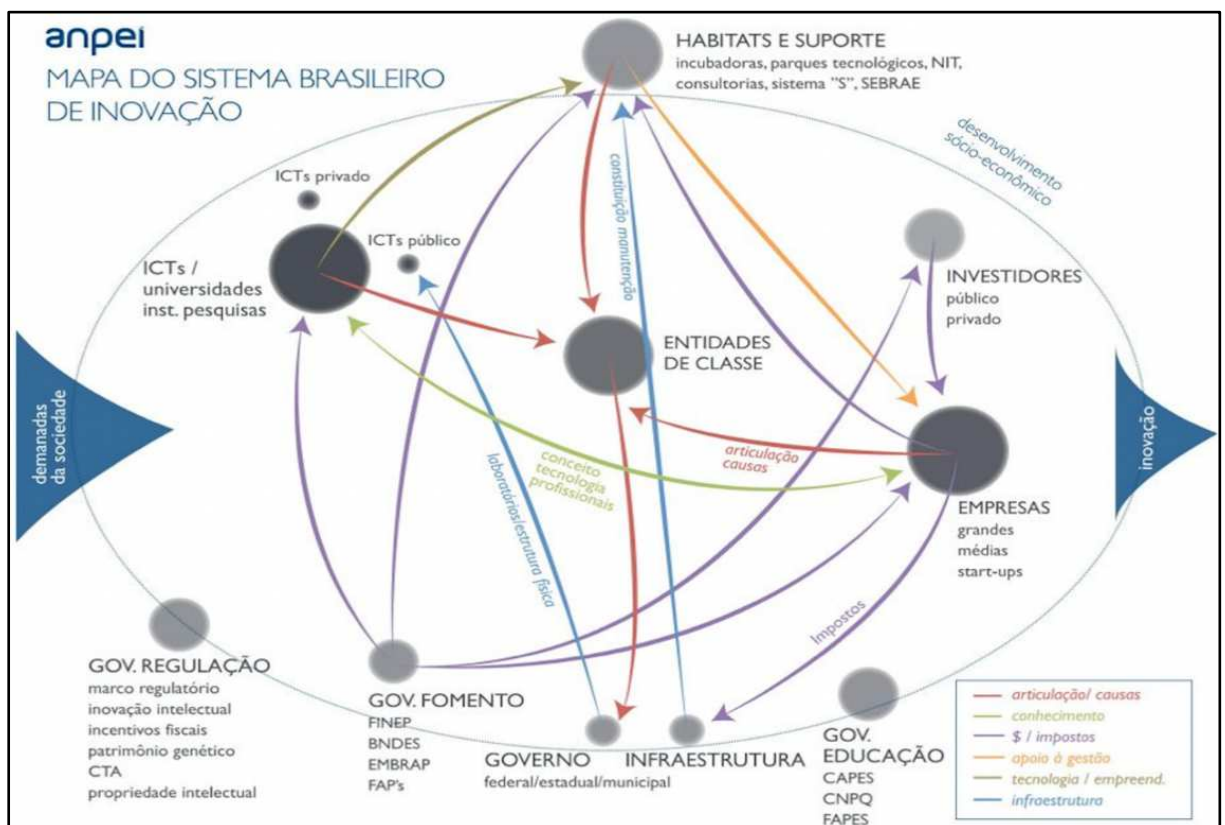 anpei
MAPA DO SISTEMA BRASILEIRO
DE INOVAÇÃO
HABITATS E SUPORTE
incubadoras, parques tecnológicos, NIT,
consultorias, sistema "S", SEBRAE
desenvolvimento
sócio-econômico
ICTs privado
ICTs público
ICTs /
universidades
inst. pesquisas
constituição manutenção
INVESTIDORES
público
privado
ENTIDADES
DE CLASSE
demanadas
da sociedade
inovação
articulação
causas
conceito
tecnologia
profissionais
laboratórios/estrutura física
EMPRESAS
grandes
médias
start-ups
Impostos
GOV. REGULAÇÃO
marco regulatório
inovação intelectual
incentivos fiscais
patrimônio genético
CTA
propriedade intelectual
GOV. FOMENTO
FINEP
BNDES
EMBRAP
FAP's
GOVERNO
federal/estadual/municipal
INFRAESTRUTURA
GOV.
EDUCAÇÃO
CAPES
CNPQ
FAPES
articulação/ causas
conhecimento
$ / impostos
apoio à gestão
tecnologia / empreend.
infraestrutura